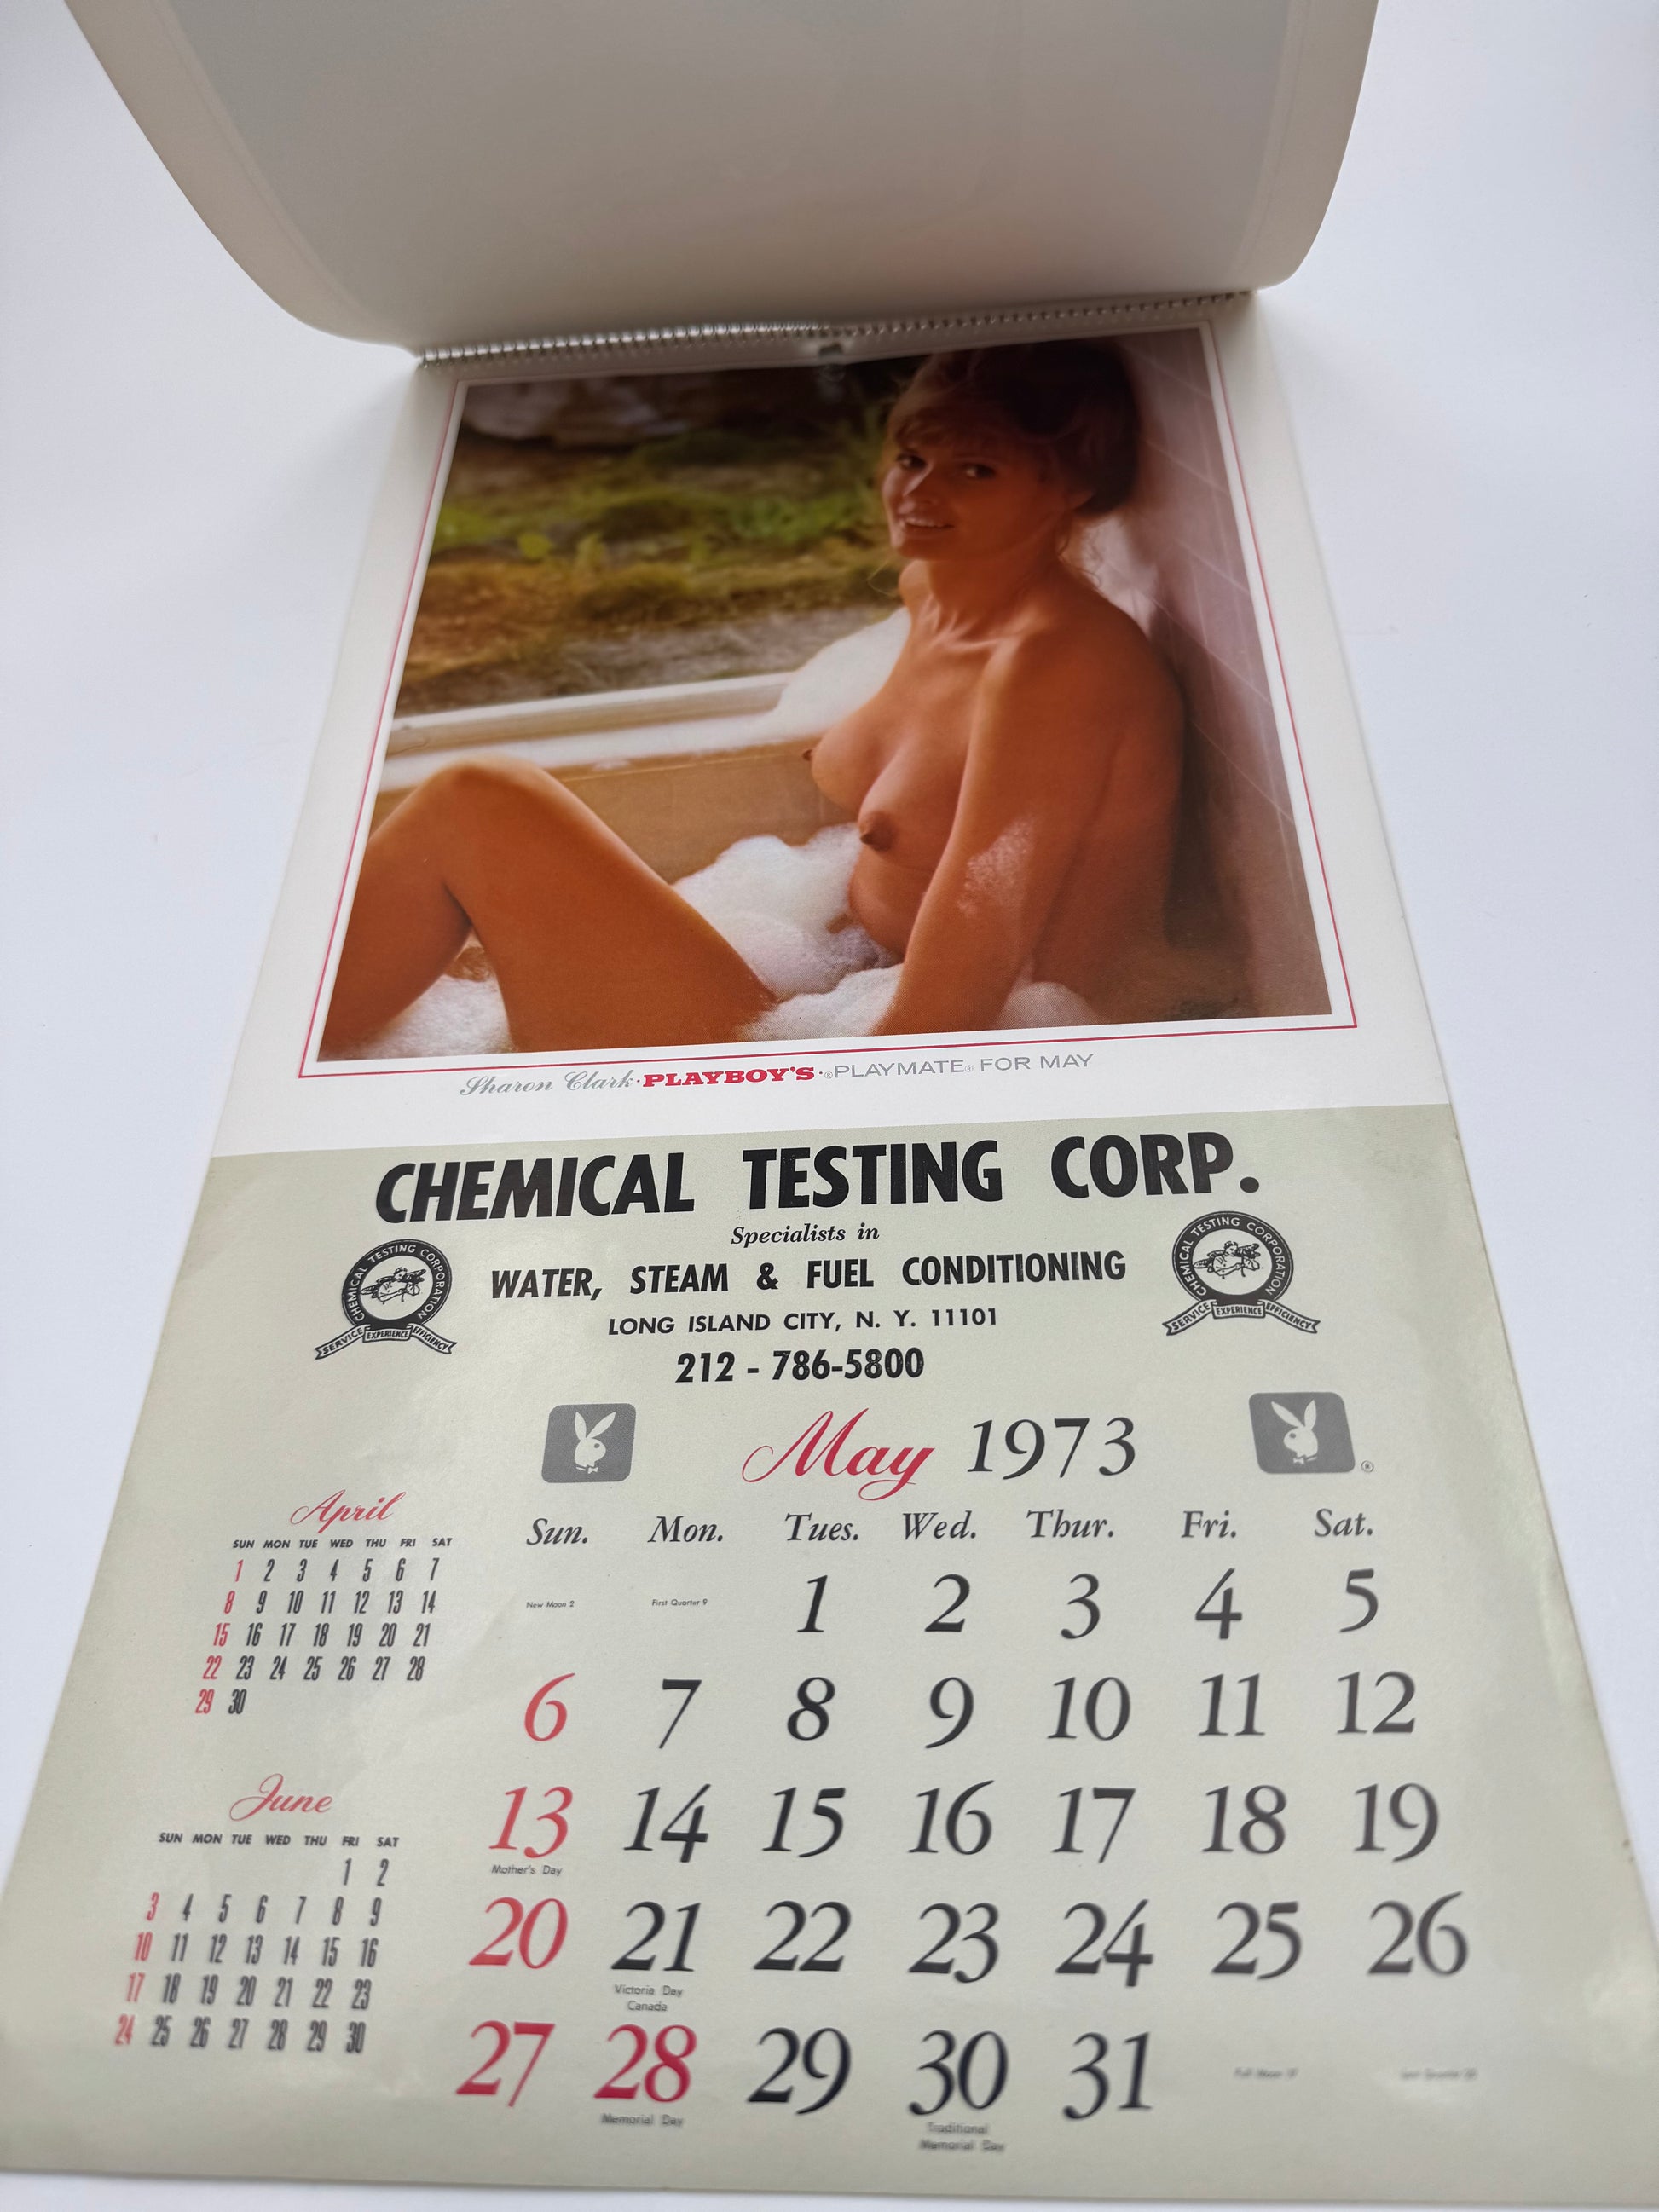 Sharon Clark · PLAYBOY'S® · PLAYMATE® FOR MAY
CHEMICAL TESTING CORP.
Specialists in
WATER, STEAM & FUEL CONDITIONING
LONG ISLAND CITY, N. Y. 11101
212 - 786-5800
CHEMICAL TESTING CORPORATION
SERVICE EXPERIENCE EFFICIENCY
CHEMICAL TESTING CORPORATION
SERVICE EXPERIENCE EFFICIENCY
May 1973
®
April
SUN MON TUE WED THU FRI SAT
1 2 3 4 5 6 7
8 9 10 11 12 13 14
15 16 17 18 19 20 21
22 23 24 25 26 27 28
29 30
June
SUN MON TUE WED THU FRI SAT
1 2
3 4 5 6 7 8 9
10 11 12 13 14 15 16
17 18 19 20 21 22 23
24 25 26 27 28 29 30
Sun. Mon. Tues. Wed. Thur. Fri. Sat.
New Moon 2 First Quarter 9 1 2 3 4 5
6 7 8 9 10 11 12
13 14 15 16 17 18 19
Mother's Day
20 21 22 23 24 25 26
Victoria Day
Canada
27 28 29 30 31
Memorial Day
Traditional
Memorial Day